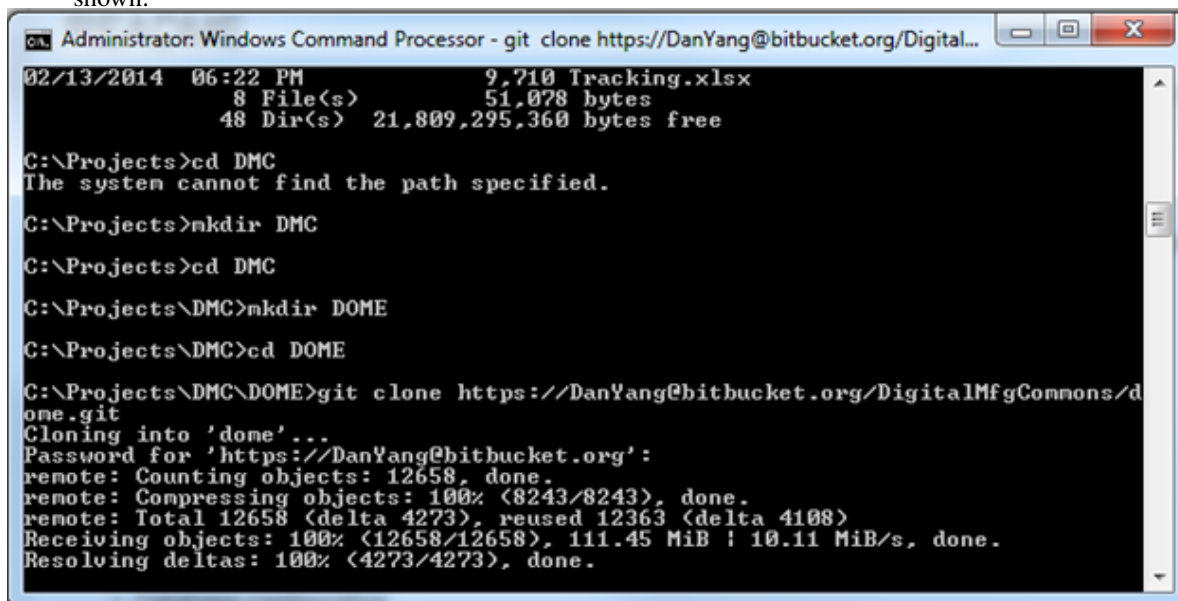 shown.
Administrator: Windows Command Processor - git clone https://DanYang@bitbucket.org/Digital...
02/13/2014 06:22 PM 9,710 Tracking.xlsx
8 File(s) 51,078 bytes
48 Dir(s) 21,809,295,360 bytes free
C:\Projects>cd DMC
The system cannot find the path specified.
C:\Projects>mkdir DMC
C:\Projects>cd DMC
C:\Projects\DMC>mkdir DOME
C:\Projects\DMC>cd DOME
C:\Projects\DMC\DOME>git clone https://DanYang@bitbucket.org/DigitalMfgCommons/d
ome.git
Cloning into 'dome'...
Password for 'https://DanYang@bitbucket.org':
remote: Counting objects: 12658, done.
remote: Compressing objects: 100% (8243/8243), done.
remote: Total 12658 (delta 4273), reused 12363 (delta 4108)
Receiving objects: 100% (12658/12658), 111.45 MiB | 10.11 MiB/s, done.
Resolving deltas: 100% (4273/4273), done.